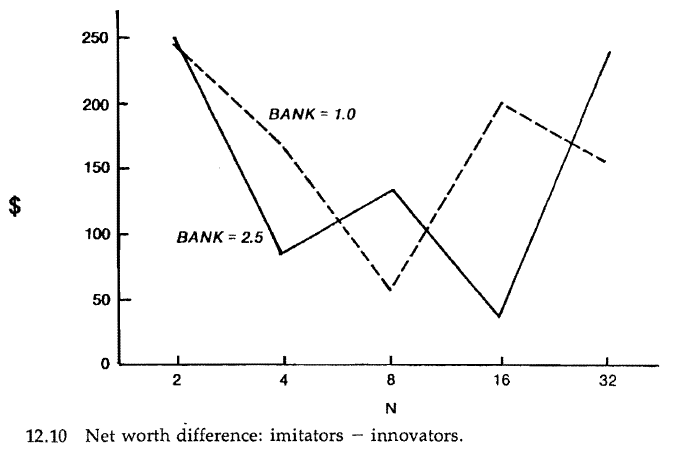 250
200
BANK = 1.0
150
$
BANK = 2.5
100
50
0
2 4 8 16 32
N
12.10 Net worth difference: imitators − innovators.